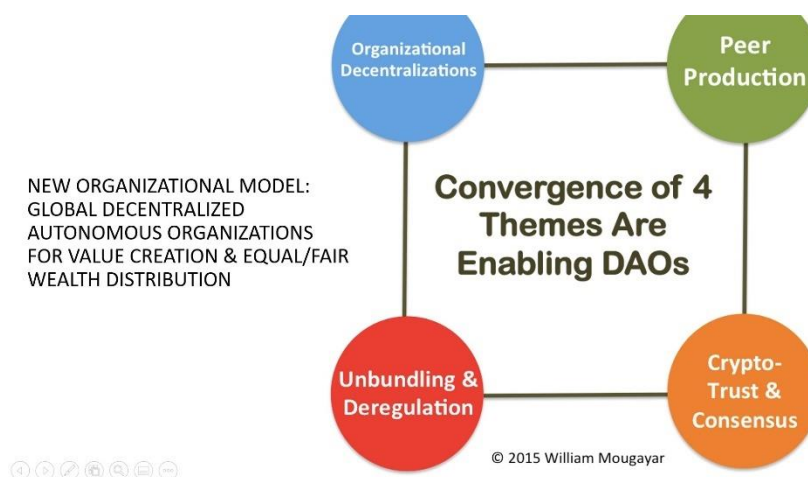 NEW ORGANIZATIONAL MODEL:
GLOBAL DECENTRALIZED
AUTONOMOUS ORGANIZATIONS
FOR VALUE CREATION & EQUAL/FAIR
WEALTH DISTRIBUTION
Organizational
Decentralizations
Peer
Production
Convergence of 4
Themes Are
Enabling DAOs
Unbundling &
Deregulation
Crypto-
Trust &
Consensus
© 2015 William Mougayar